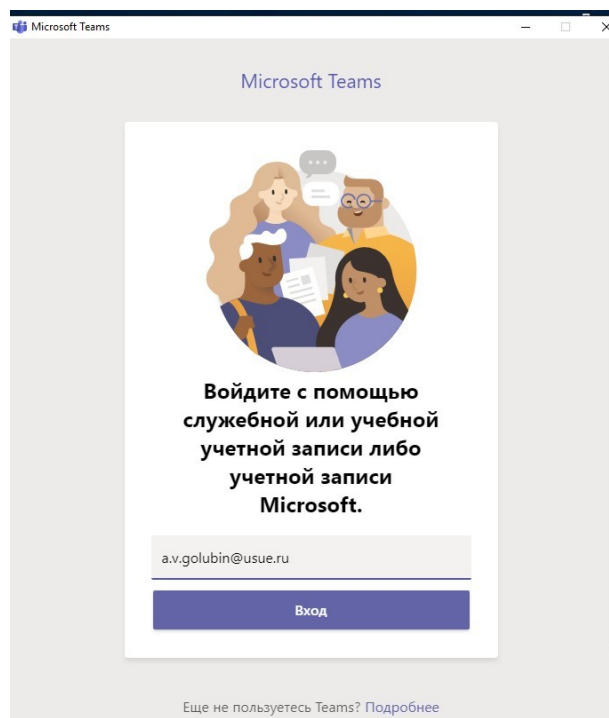 Microsoft Teams
Microsoft Teams
Войдите с помощью
служебной или учебной
учетной записи либо
учетной записи
Microsoft.
a.v.golubin@usue.ru
Вход
Еще не пользуетесь Teams? Подробнее